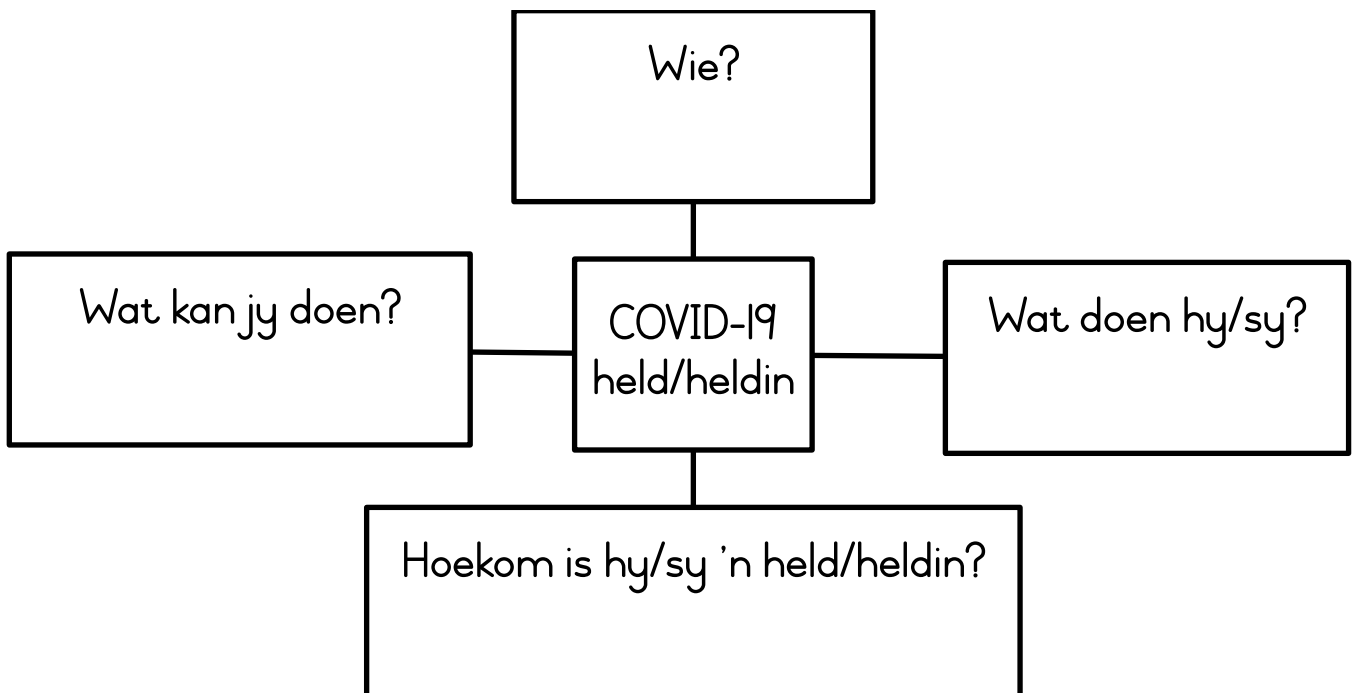 Wie?
Wat kan jy doen?
COVID-19
held/heldin
Wat doen hy/sy?
Hoekom is hy/sy 'n held/heldin?